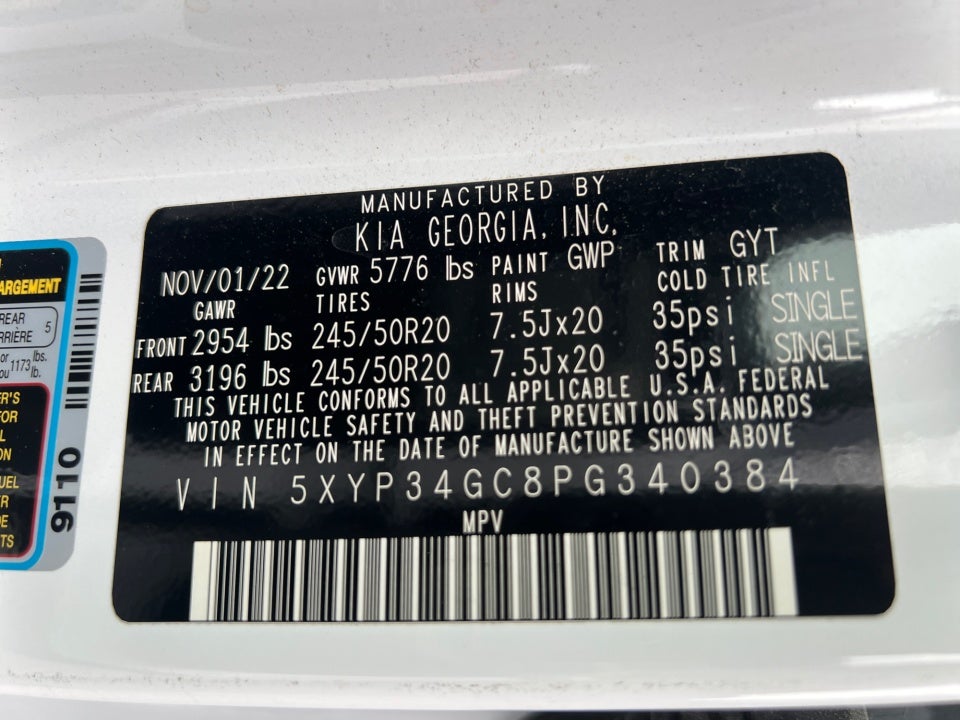 MANUFACTURED BY
KIA GEORGIA, INC.
NOV/01/22 GVWR 5776 lbs PAINT GWP TRIM GYT
GAWR TIRES RIMS COLD TIRE INFL
FRONT 2954 lbs 245/50R20 7.5Jx20 35psi SINGLE
REAR 3196 lbs 245/50R20 7.5Jx20 35psi SINGLE
THIS VEHICLE CONFORMS TO ALL APPLICABLE U.S.A. FEDERAL
MOTOR VEHICLE SAFETY AND THEFT PREVENTION STANDARDS
IN EFFECT ON THE DATE OF MANUFACTURE SHOWN ABOVE
VIN 5XYP34GC8PG340384
MPV
ARGEMENT
REAR
RRIÈRE 5
or 1173 lbs.
ou lb.
9110